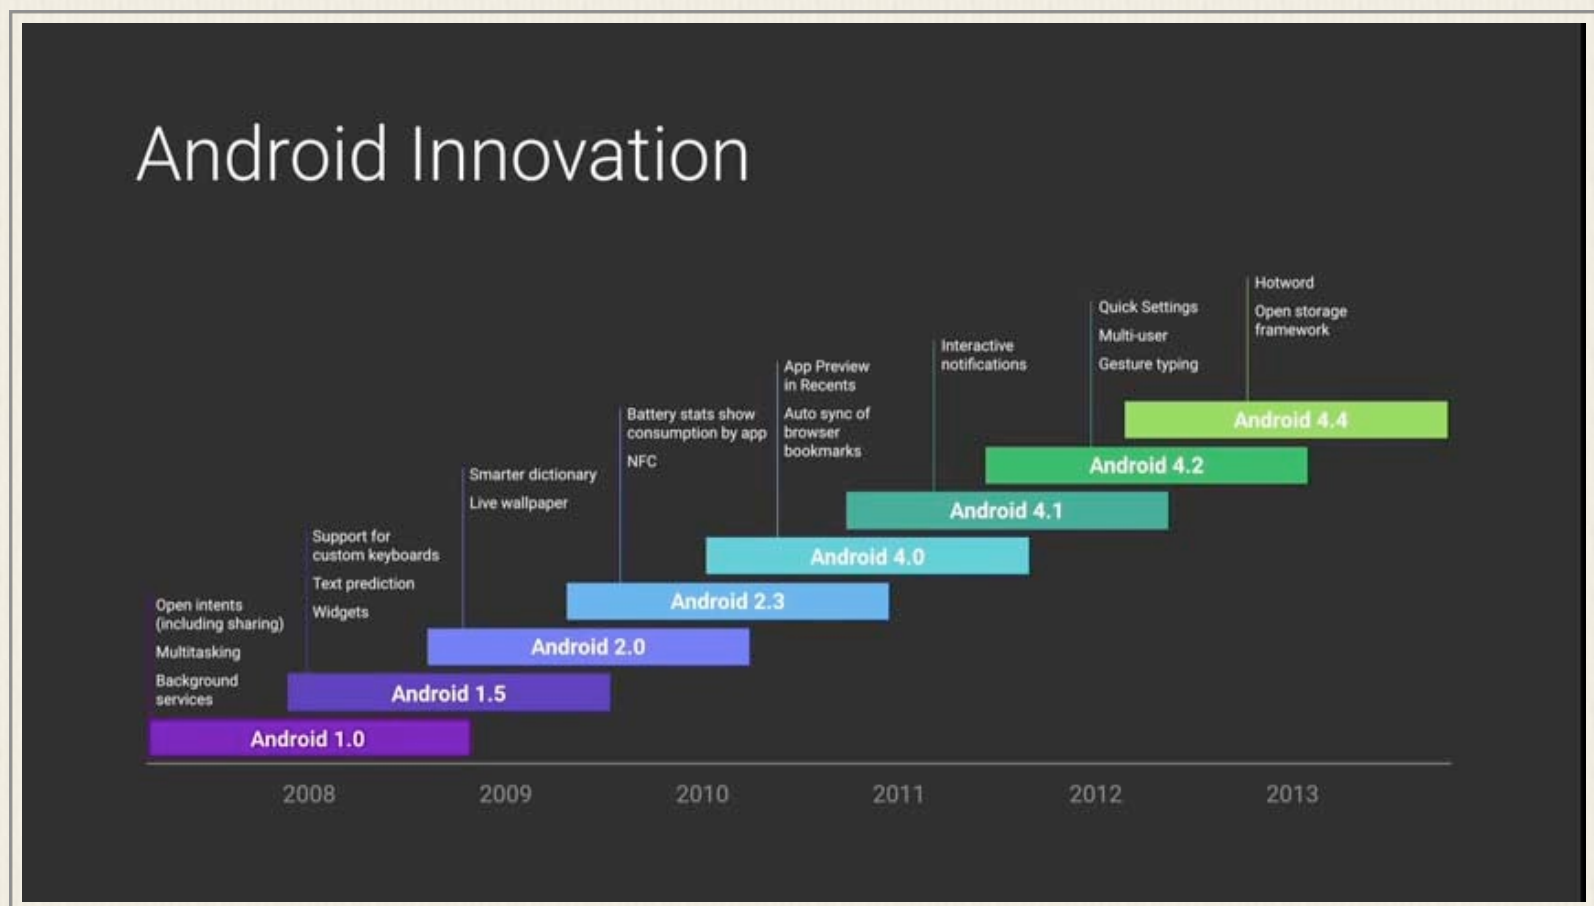 Android Innovation
Hotword
Open storage
framework
Quick Settings
Multi-user
Gesture typing
Interactive
notifications
App Preview
in Recents
Auto sync of
browser
bookmarks
Battery stats show
consumption by app
NFC
Smarter dictionary
Live wallpaper
Support for
custom keyboards
Text prediction
Widgets
Open intents
(including sharing)
Multitasking
Background
services
Android 4.4
Android 4.2
Android 4.1
Android 4.0
Android 2.3
Android 2.0
Android 1.5
Android 1.0
2008 2009 2010 2011 2012 2013